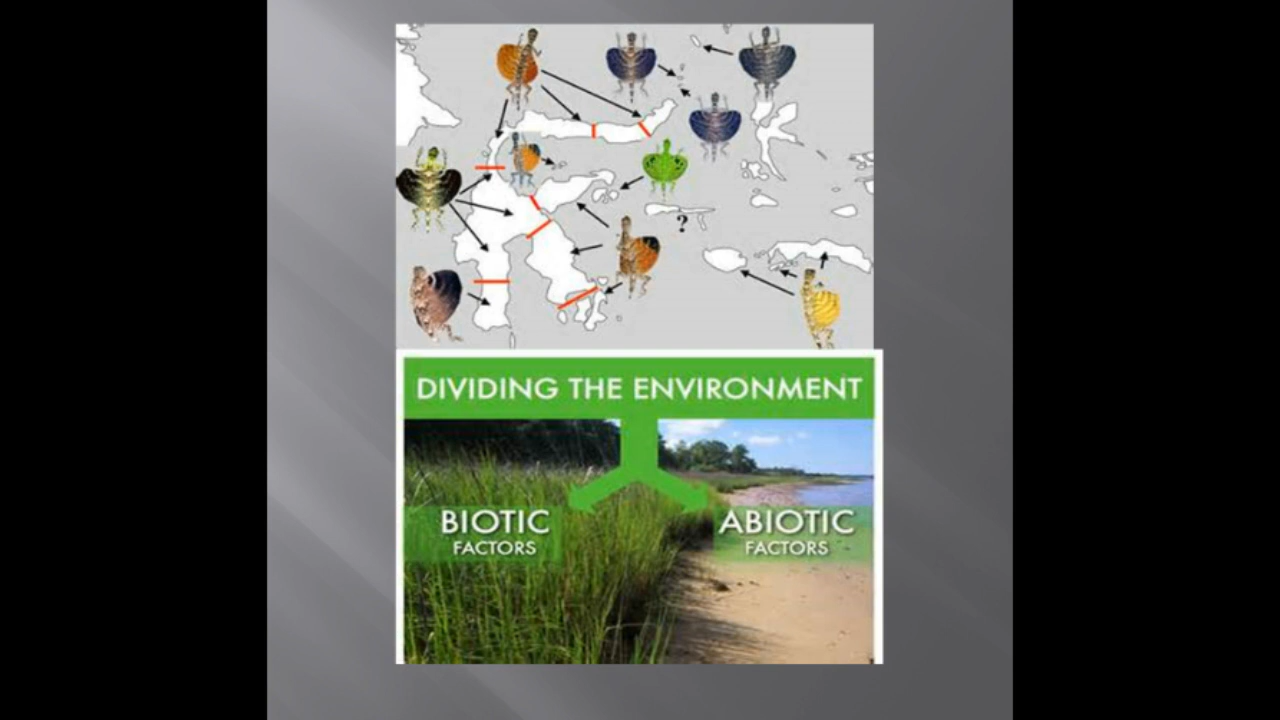 ?
DIVIDING THE ENVIRONMENT
BIOTIC
FACTORS
ABIOTIC
FACTORS